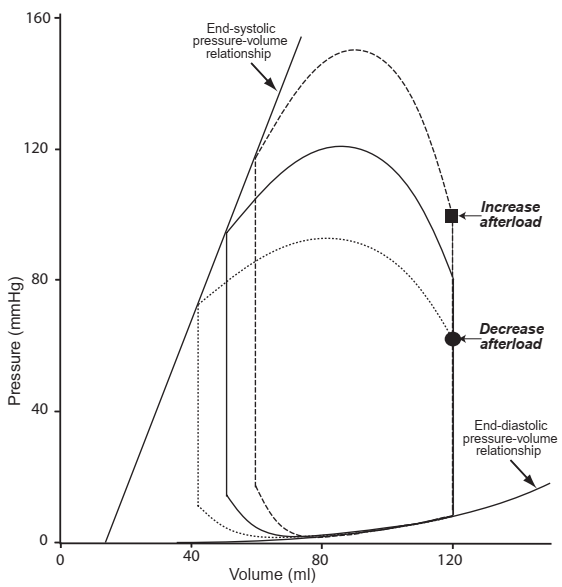 160
End-systolic
pressure-volume
relationship
120
Increase
afterload
80
Decrease
afterload
Pressure (mmHg)
40
End-diastolic
pressure-volume
relationship
0
0
40
80
120
Volume (ml)